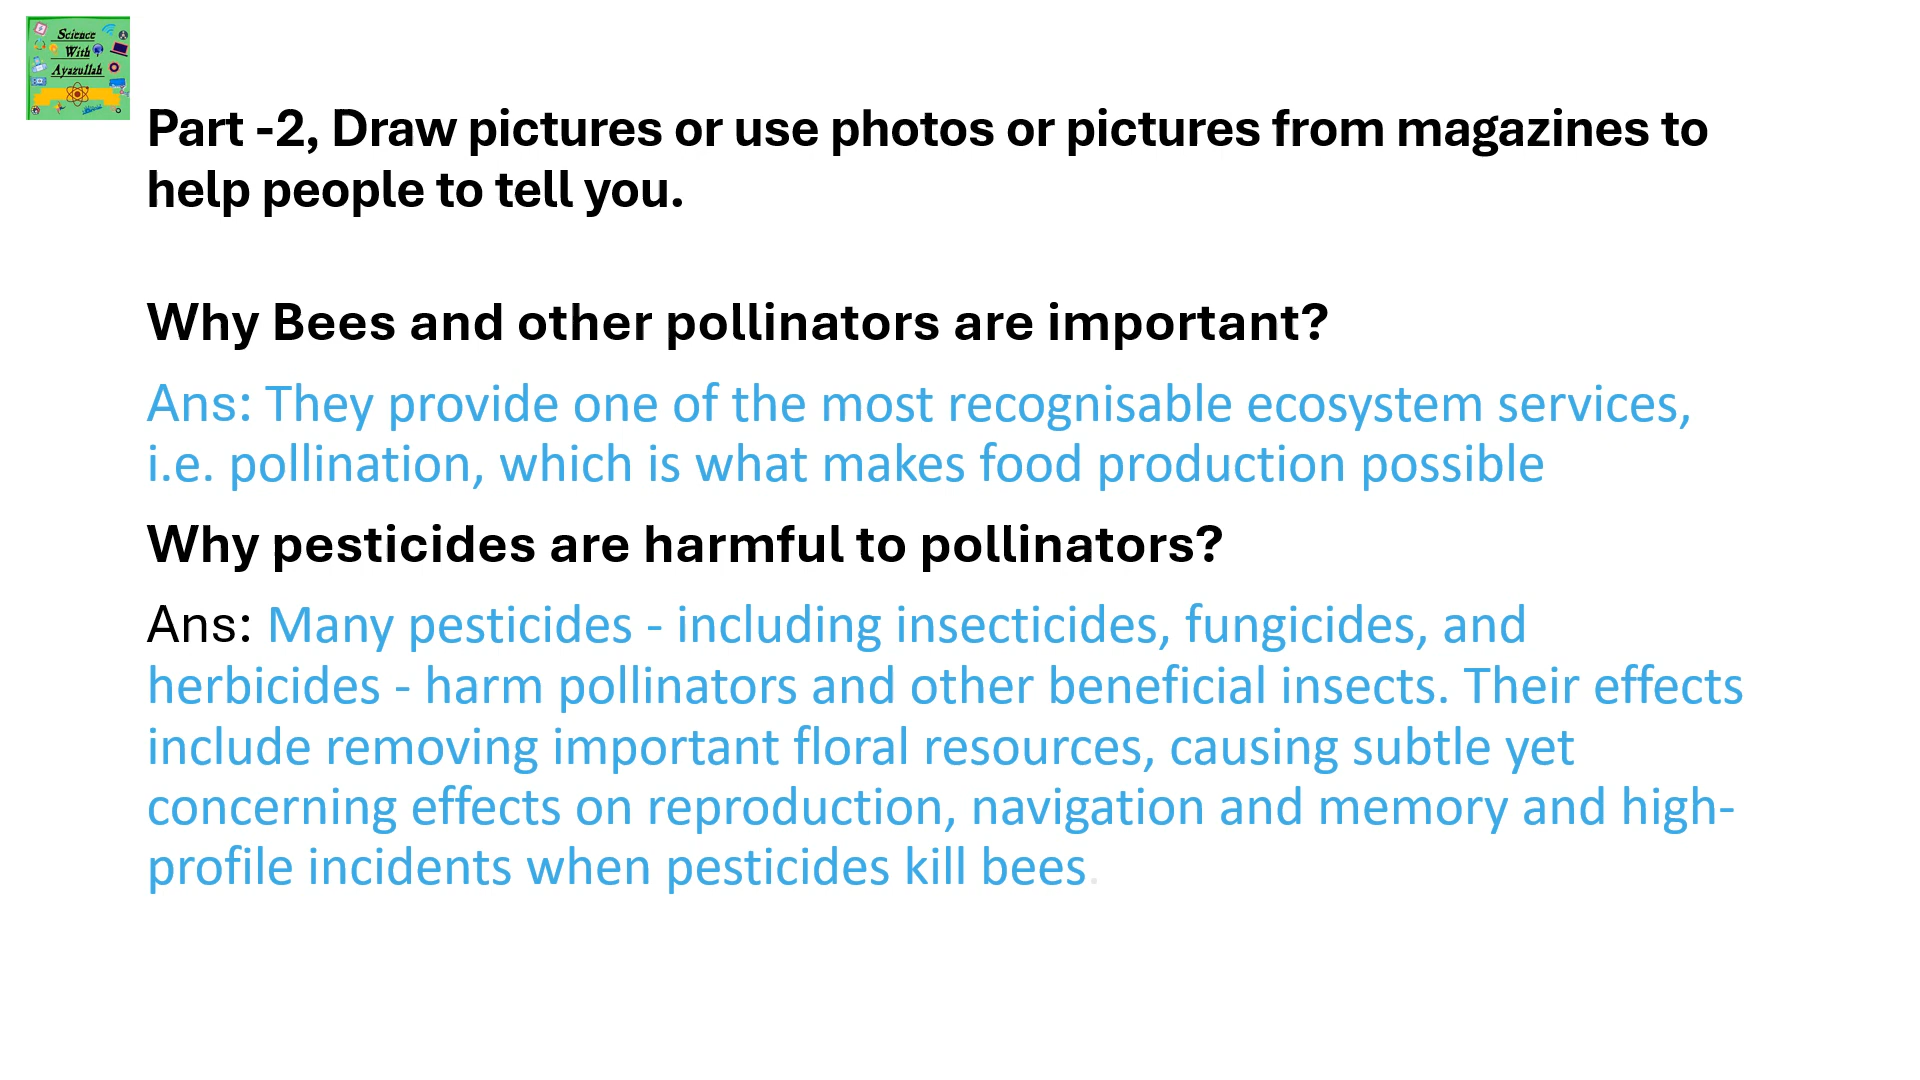 Science
With
Ayazullah
Part -2, Draw pictures or use photos or pictures from magazines to
help people to tell you.
Why Bees and other pollinators are important?
Ans: They provide one of the most recognisable ecosystem services,
i.e. pollination, which is what makes food production possible
Why pesticides are harmful to pollinators?
Ans: Many pesticides - including insecticides, fungicides, and
herbicides - harm pollinators and other beneficial insects. Their effects
include removing important floral resources, causing subtle yet
concerning effects on reproduction, navigation and memory and high-
profile incidents when pesticides kill bees.